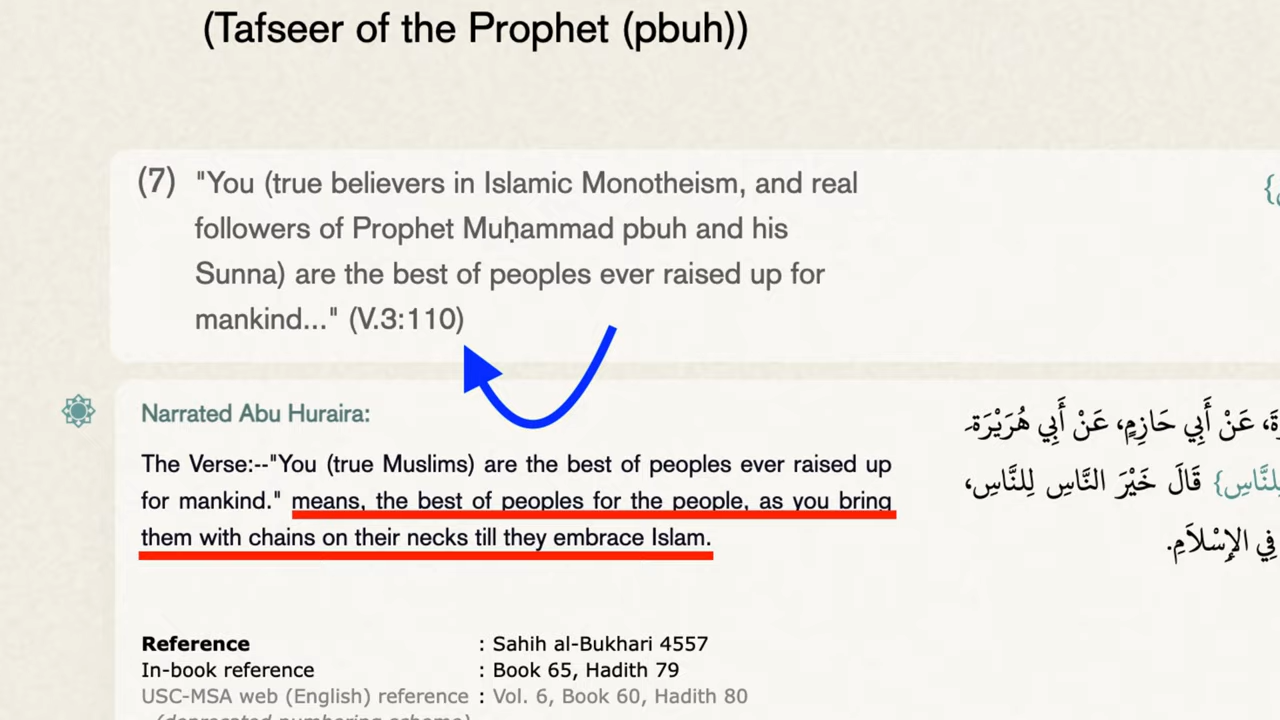 (Tafseer of the Prophet (pbuh))
(7) "You (true believers in Islamic Monotheism, and real
followers of Prophet Muḥammad pbuh and his
Sunna) are the best of peoples ever raised up for
mankind..." (V.3:110)
Narrated Abu Huraira:
The Verse:--"You (true Muslims) are the best of peoples ever raised up
for mankind." means, the best of peoples for the people, as you bring
them with chains on their necks till they embrace Islam.
عَنْ أَبِي حَازِمٍ، عَنْ أَبِي هُرَيْرَةَ ـ
لِلنَّاسِ} قَالَ خَيْرَ النَّاسِ لِلنَّاسِ،
فِي الإِسْلاَمِ.
Reference : Sahih al-Bukhari 4557
In-book reference : Book 65, Hadith 79
USC-MSA web (English) reference : Vol. 6, Book 60, Hadith 80
(deprecated numbering scheme)